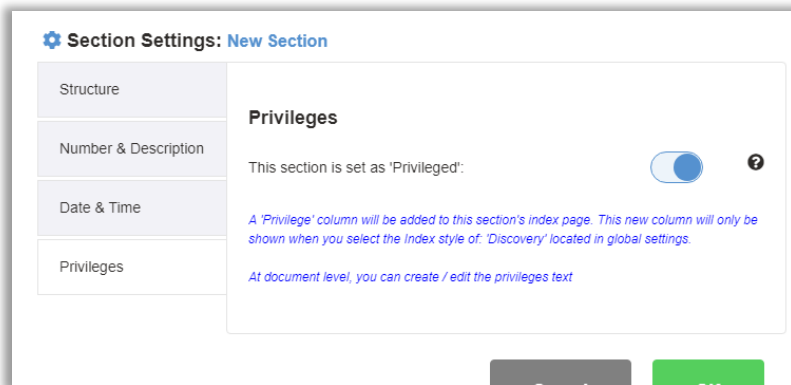 Section Settings: New Section
Structure
Number & Description
Date & Time
Privileges
Privileges
This section is set as 'Privileged':
A 'Privilege' column will be added to this section's index page. This new column will only be
shown when you select the Index style of: 'Discovery' located in global settings.
At document level, you can create / edit the privileges text